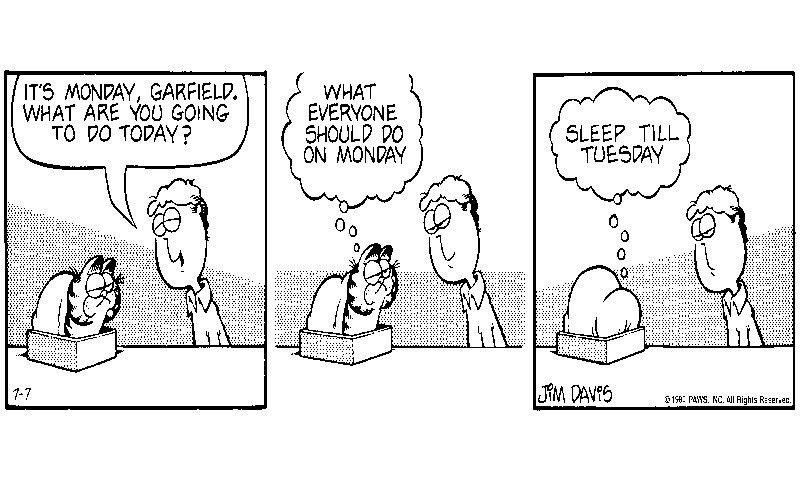 IT'S MONDAY, GARFIELD.
WHAT ARE YOU GOING
TO DO TODAY?
7-7
WHAT
EVERYONE
SHOULD DO
ON MONDAY
SLEEP TILL
TUESDAY
JIM DAVIS
PAWS, INC. All Rights Reserved.